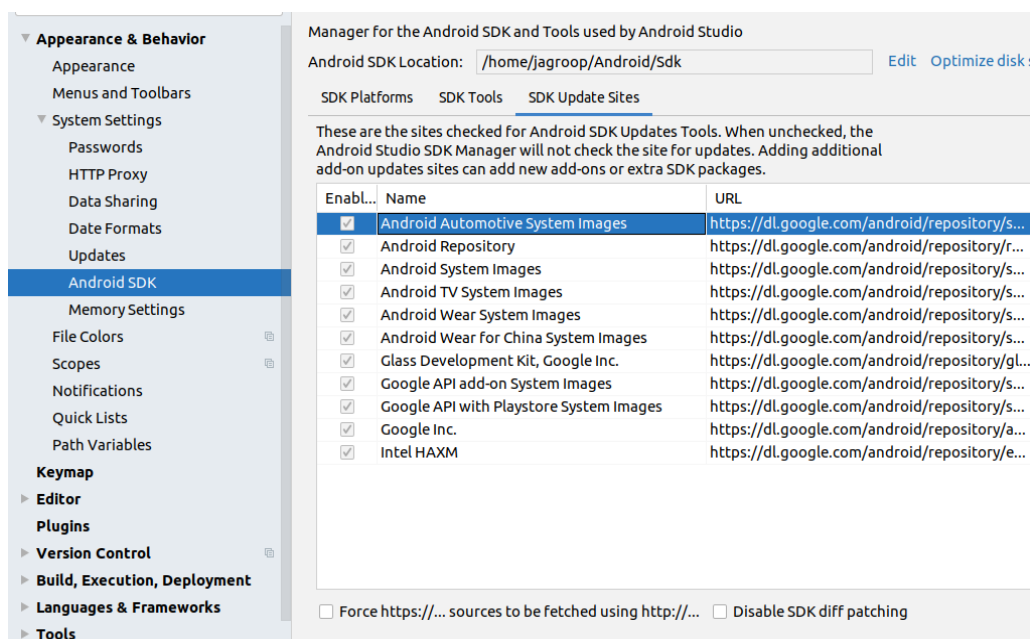 Appearance & Behavior
Appearance
Menus and Toolbars
System Settings
Passwords
HTTP Proxy
Data Sharing
Date Formats
Updates
Android SDK
Memory Settings
File Colors
Scopes
Notifications
Quick Lists
Path Variables
Keymap
Editor
Plugins
Version Control
Build, Execution, Deployment
Languages & Frameworks
Tools
Manager for the Android SDK and Tools used by Android Studio
Android SDK Location: /home/jagroop/Android/Sdk Edit Optimize disk s
SDK Platforms SDK Tools SDK Update Sites
These are the sites checked for Android SDK Updates Tools. When unchecked, the
Android Studio SDK Manager will not check the site for updates. Adding additional
add-on updates sites can add new add-ons or extra SDK packages.
Enabl... Name URL
Android Automotive System Images https://dl.google.com/android/repository/s...
Android Repository https://dl.google.com/android/repository/r...
Android System Images https://dl.google.com/android/repository/s...
Android TV System Images https://dl.google.com/android/repository/s...
Android Wear System Images https://dl.google.com/android/repository/s...
Android Wear for China System Images https://dl.google.com/android/repository/s...
Glass Development Kit, Google Inc. https://dl.google.com/android/repository/gl...
Google API add-on System Images https://dl.google.com/android/repository/s...
Google API with Playstore System Images https://dl.google.com/android/repository/s...
Google Inc. https://dl.google.com/android/repository/a...
Intel HAXM https://dl.google.com/android/repository/e...
Force https://... sources to be fetched using http://... Disable SDK diff patching